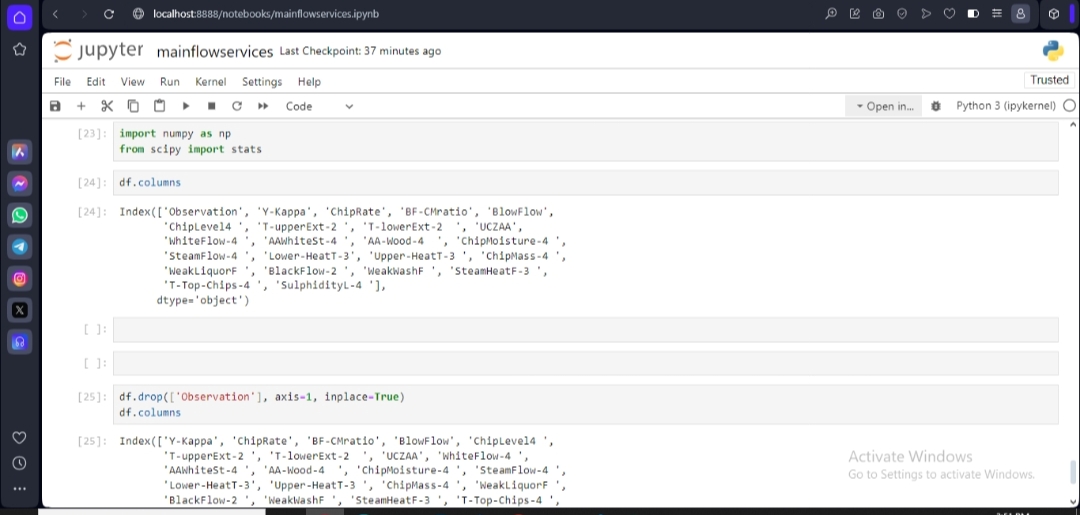 localhost:8888/notebooks/mainflowservices.ipynb
jupyter mainflowservices Last Checkpoint: 37 minutes ago
File Edit View Run Kernel Settings Help
Trusted
Code
Open in...
Python 3 (ipykernel)
[23]: import numpy as np
from scipy import stats
[24]: df.columns
[24]: Index(['Observation', 'Y-Kappa', 'ChipRate', 'BF-CMratio', 'BlowFlow',
'ChipLevel4 ', 'T-upperExt-2 ', 'T-lowerExt-2   ', 'UCZAA',
'WhiteFlow-4 ', 'AAWhiteSt-4 ', 'AA-Wood-4   ', 'ChipMoisture-4 ',
'SteamFlow-4 ', 'Lower-HeatT-3', 'Upper-HeatT-3 ', 'ChipMass-4 ',
'WeakLiquorF ', 'BlackFlow-2 ', 'WeakWashF ', 'SteamHeatF-3 ',
'T-Top-Chips-4 ', 'SulphidityL-4 '],
dtype='object')
[ ]:
[ ]:
[25]: df.drop(['Observation'], axis=1, inplace=True)
df.columns
[25]: Index(['Y-Kappa', 'ChipRate', 'BF-CMratio', 'BlowFlow', 'ChipLevel4 ',
'T-upperExt-2 ', 'T-lowerExt-2   ', 'UCZAA', 'WhiteFlow-4 ',
'AAWhiteSt-4 ', 'AA-Wood-4   ', 'ChipMoisture-4 ', 'SteamFlow-4 ',
'Lower-HeatT-3', 'Upper-HeatT-3 ', 'ChipMass-4 ', 'WeakLiquorF ',
'BlackFlow-2 ', 'WeakWashF ', 'SteamHeatF-3 ', 'T-Top-Chips-4 ',
Activate Windows
Go to Settings to activate Windows.